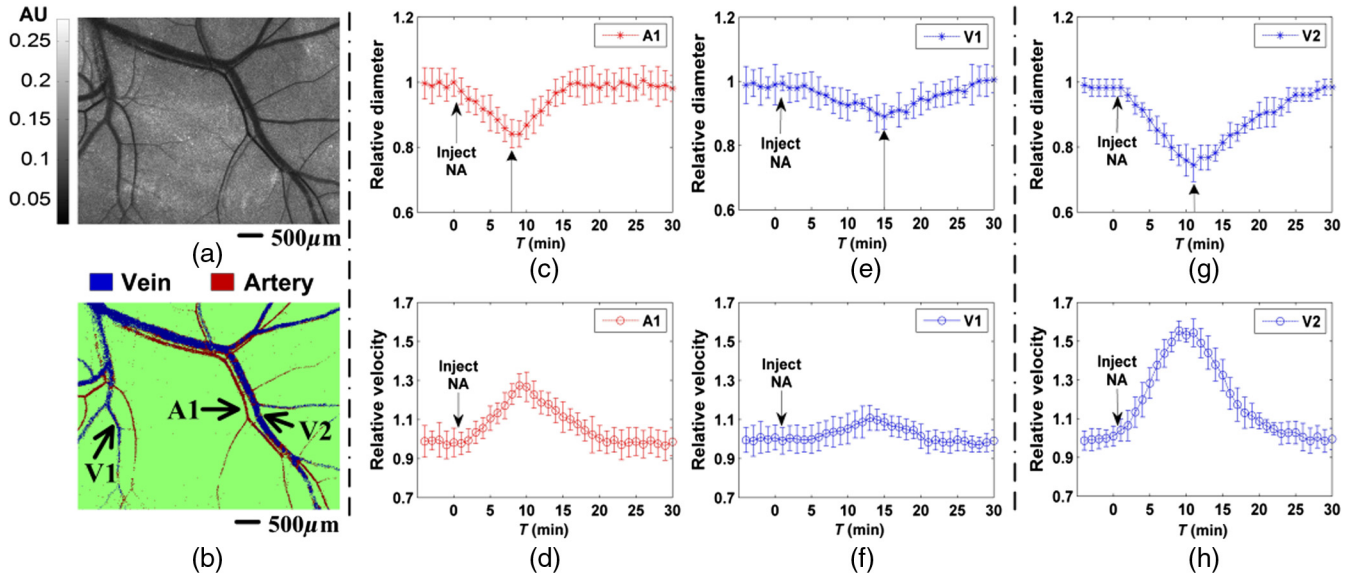 AU
0.25
0.2
0.15
0.1
0.05
500μm
(a)
Vein Artery
A1
V2
V1
500μm
(b)
Relative diameter
1.2
1
0.8
0.6
A1
Inject
NA
0 5 10 15 20 25 30
T (min)
(c)
Relative velocity
1.7
1.5
1.3
1.1
0.9
0.7
A1
Inject
NA
0 5 10 15 20 25 30
T (min)
(d)
Relative diameter
1.2
1
0.8
0.6
V1
Inject
NA
0 5 10 15 20 25 30
T (min)
(e)
Relative velocity
1.7
1.5
1.3
1.1
0.9
0.7
V1
Inject
NA
0 5 10 15 20 25 30
T (min)
(f)
Relative diameter
1.2
1
0.8
0.6
V2
Inject
NA
0 5 10 15 20 25 30
T (min)
(g)
Relative velocity
1.7
1.5
1.3
1.1
0.9
0.7
V2
Inject
NA
0 5 10 15 20 25 30
T (min)
(h)